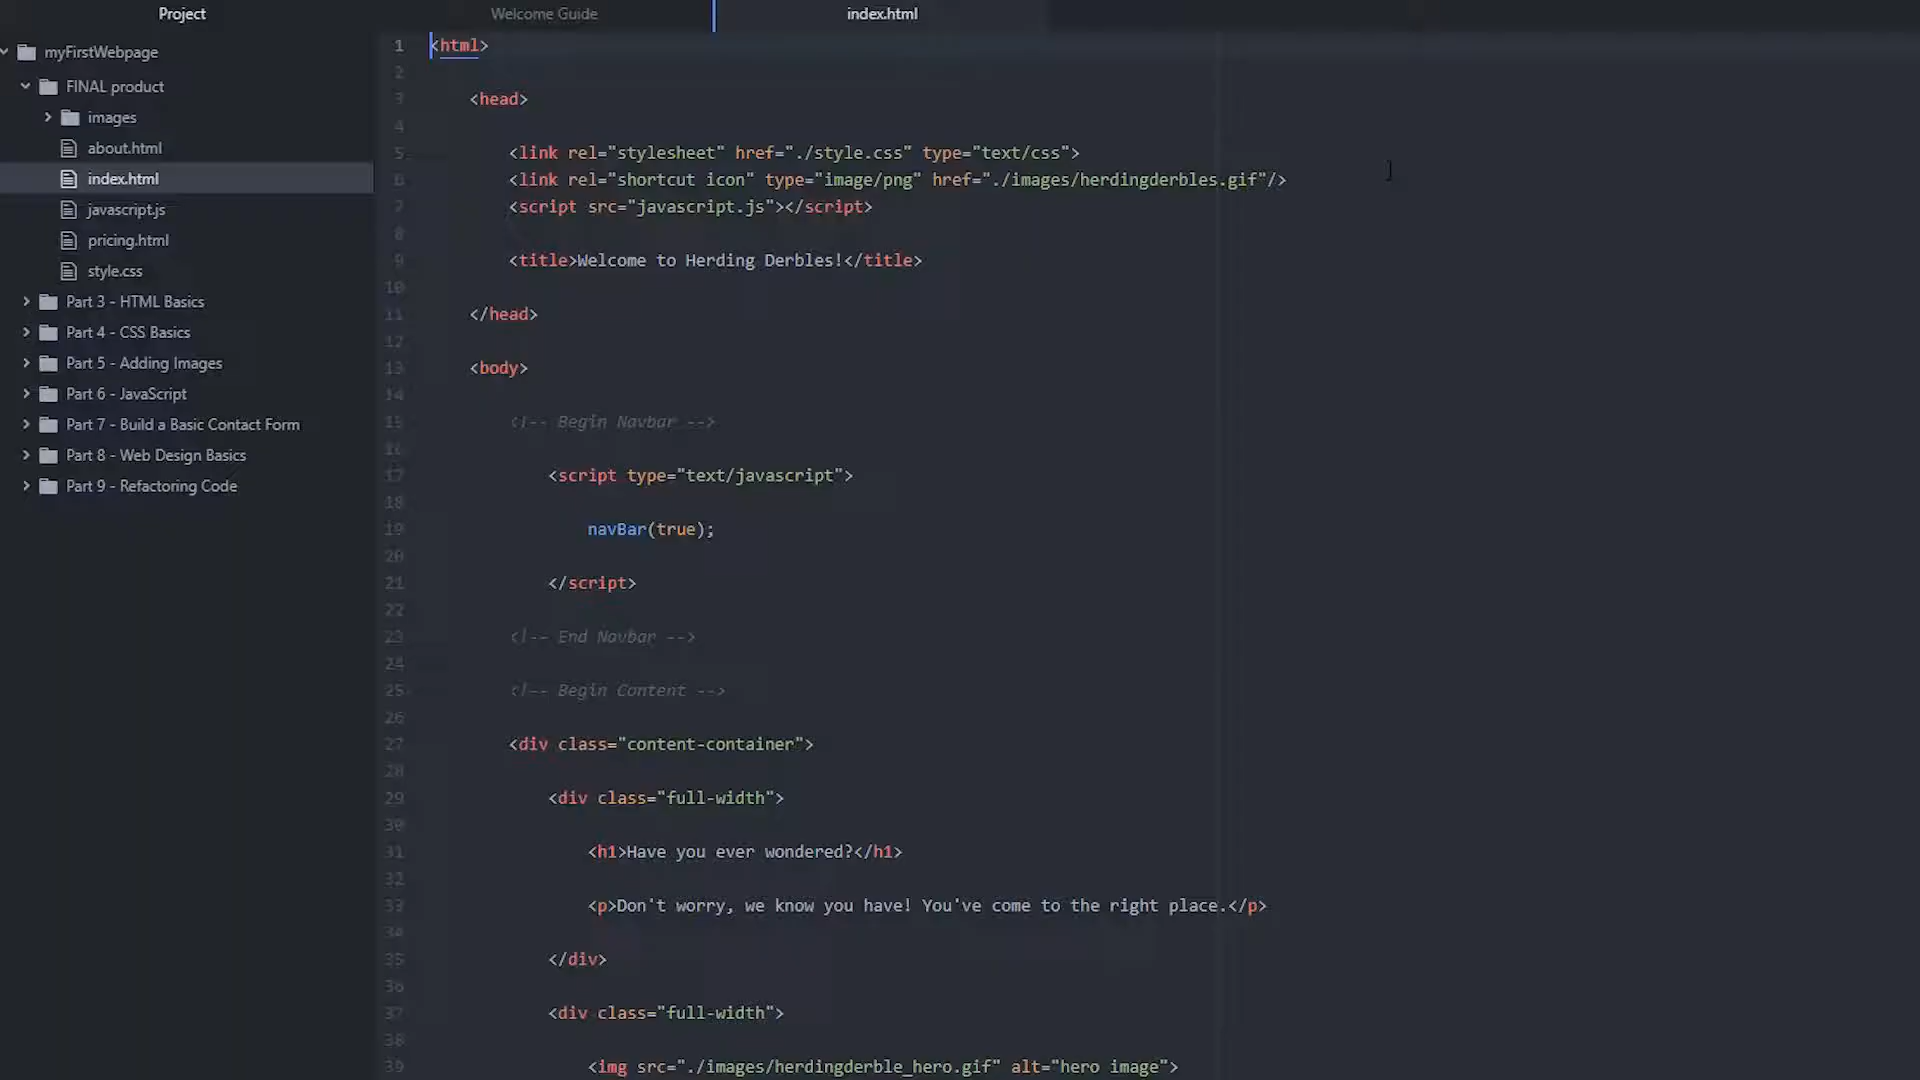 Project
Welcome Guide
index.html
myFirstWebpage
FINAL product
images
about.html
index.html
javascript.js
pricing.html
style.css
Part 3 - HTML Basics
Part 4 - CSS Basics
Part 5 - Adding Images
Part 6 - JavaScript
Part 7 - Build a Basic Contact Form
Part 8 - Web Design Basics
Part 9 - Refactoring Code
1 <html>
2
3 <head>
4
5 <link rel="stylesheet" href="./style.css" type="text/css">
6 <link rel="shortcut icon" type="image/png" href="./images/herdingderbles.gif"/>
7 <script src="javascript.js"></script>
8
9 <title>Welcome to Herding Derbles!</title>
10
11 </head>
12
13 <body>
14
15 <!-- Begin Navbar -->
16
17 <script type="text/javascript">
18
19 navBar(true);
20
21 </script>
22
23 <!-- End Navbar -->
24
25 <!-- Begin Content -->
26
27 <div class="content-container">
28
29 <div class="full-width">
30
31 <h1>Have you ever wondered?</h1>
32
33 <p>Don't worry, we know you have! You've come to the right place.</p>
34
35 </div>
36
37 <div class="full-width">
38
39 <img src="./images/herdingderble_hero.gif" alt="hero image">